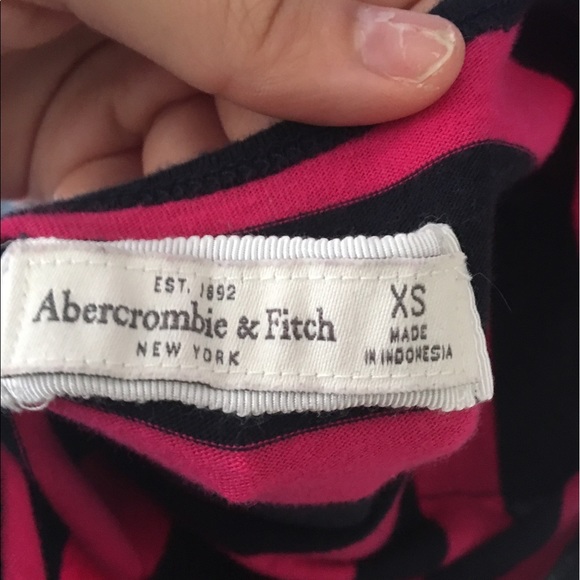 EST. 1892
Abercrombie & Fitch
NEW YORK
XS
MADE
IN INDONESIA